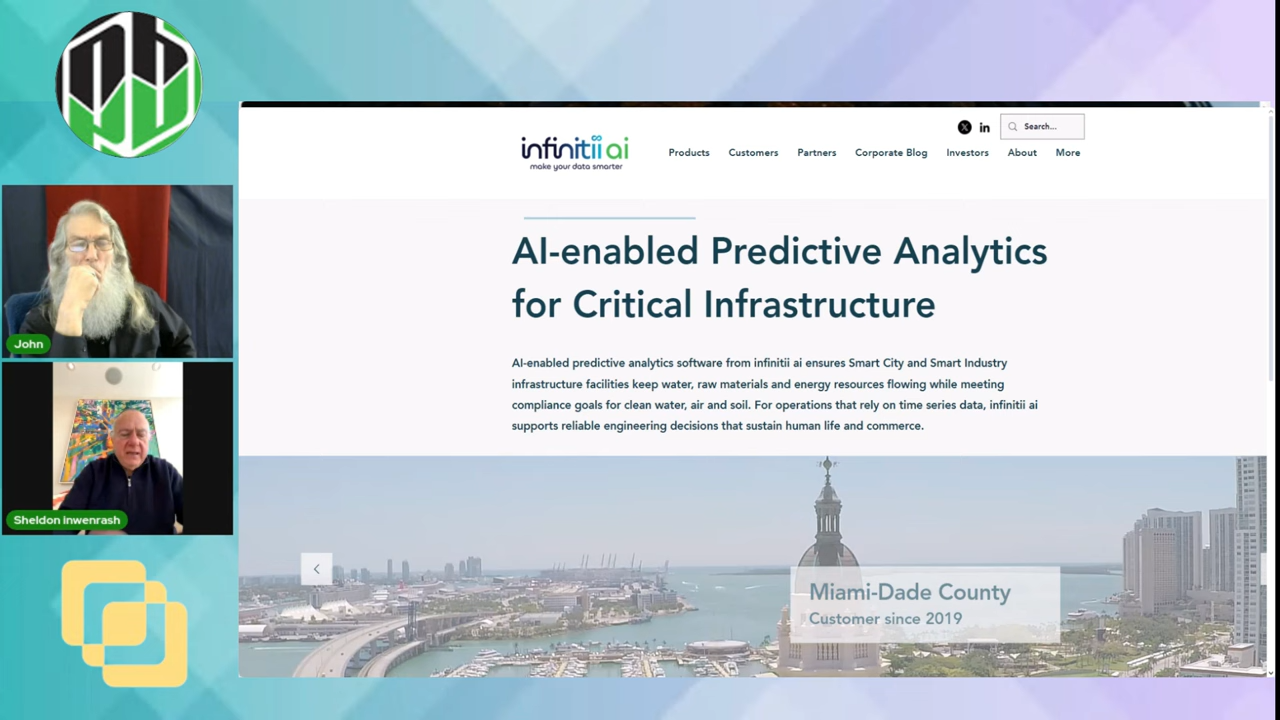 John
Sheldon Inwenrash
infinitii ai
make your data smarter
Search...
Products Customers Partners Corporate Blog Investors About More
AI-enabled Predictive Analytics
for Critical Infrastructure
AI-enabled predictive analytics software from infinitii ai ensures Smart City and Smart Industry
infrastructure facilities keep water, raw materials and energy resources flowing while meeting
compliance goals for clean water, air and soil. For operations that rely on time series data, infinitii ai
supports reliable engineering decisions that sustain human life and commerce.
Miami-Dade County
Customer since 2019